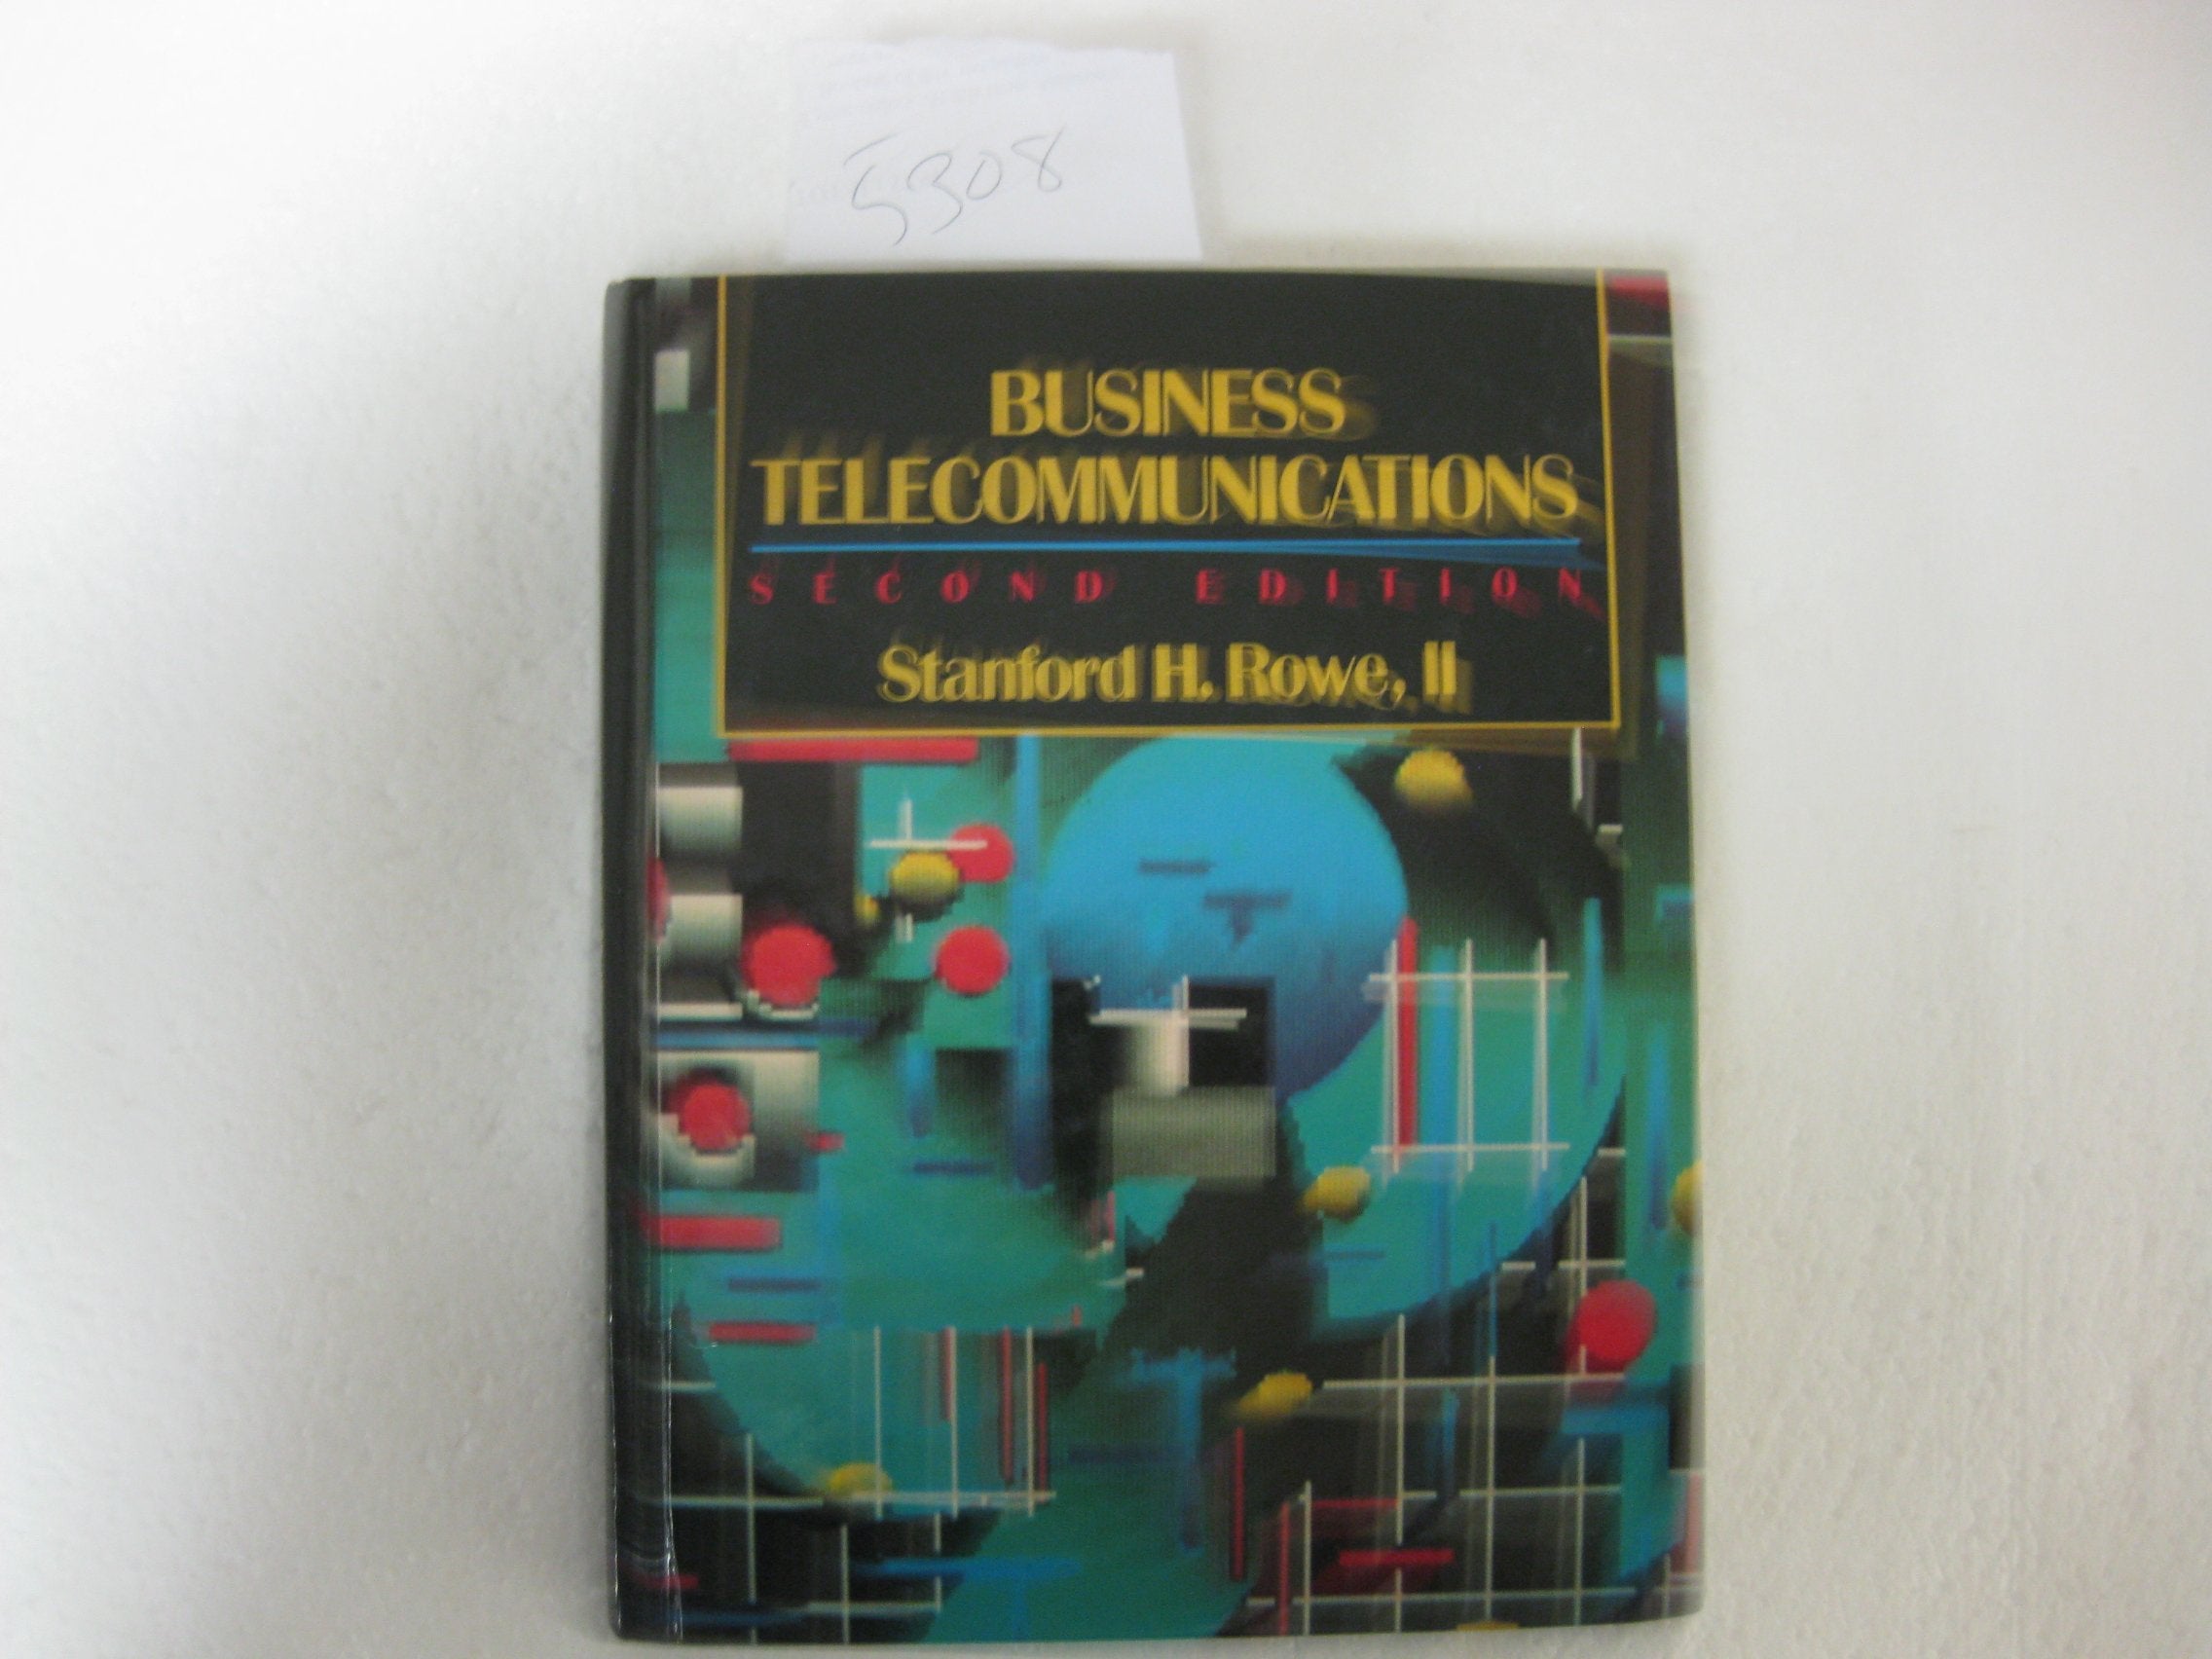 5308
BUSINESS
TELECOMMUNICATIONS
SECOND EDITION
Stanford H. Rowe, II